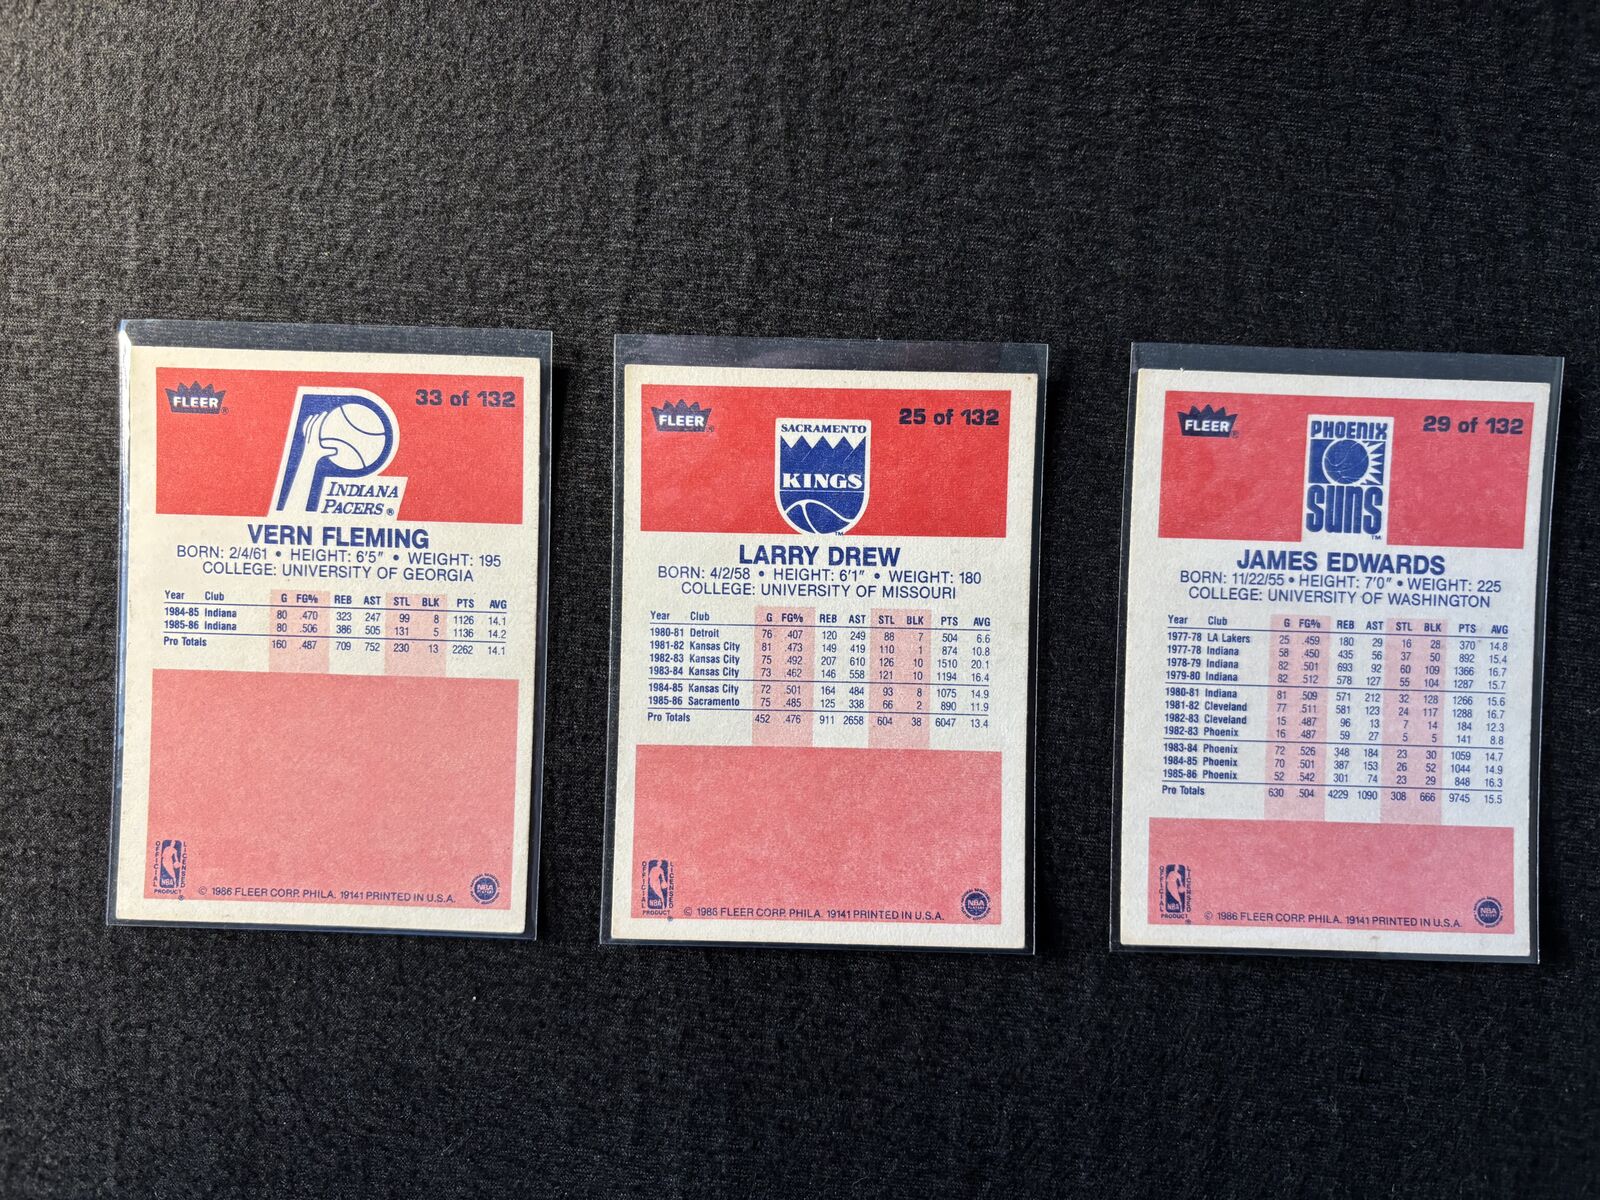 FLEER®
33 of 132
INDIANA
PACERS®
VERN FLEMING
BORN: 2/4/61 • HEIGHT: 6'5" • WEIGHT: 195
COLLEGE: UNIVERSITY OF GEORGIA
Year Club G FG% REB AST STL BLK PTS AVG
1984-85 Indiana 80 .470 323 247 99 8 1126 14.1
1985-86 Indiana 80 .506 386 505 131 5 1136 14.2
Pro Totals 160 .487 709 752 230 13 2262 14.1
OFFICIAL LICENSED
NBA
PRODUCT ®
© 1986 FLEER CORP. PHILA. 19141 PRINTED IN U.S.A.
NBA
FLEER®
25 of 132
SACRAMENTO
KINGS
TM
LARRY DREW
BORN: 4/2/58 • HEIGHT: 6'1" • WEIGHT: 180
COLLEGE: UNIVERSITY OF MISSOURI
Year Club G FG% REB AST STL BLK PTS AVG
1980-81 Detroit 76 .407 120 249 88 7 504 6.6
1981-82 Kansas City 81 .473 149 419 110 1 874 10.8
1982-83 Kansas City 75 .492 207 610 126 10 1510 20.1
1983-84 Kansas City 73 .462 146 558 121 10 1194 16.4
1984-85 Kansas City 72 .501 164 484 93 8 1075 14.9
1985-86 Sacramento 75 .485 125 338 66 2 890 11.9
Pro Totals 452 .476 911 2658 604 38 6047 13.4
OFFICIAL LICENSED
NBA
PRODUCT ®
© 1986 FLEER CORP. PHILA. 19141 PRINTED IN U.S.A.
NBA
FLEER®
29 of 132
PHOENIX
SUNS
TM
JAMES EDWARDS
BORN: 11/22/55 • HEIGHT: 7'0" • WEIGHT: 225
COLLEGE: UNIVERSITY OF WASHINGTON
Year Club G FG% REB AST STL BLK PTS AVG
1977-78 LA Lakers 25 .459 180 29 16 28 370 14.8
1977-78 Indiana 58 .450 435 56 37 50 892 15.4
1978-79 Indiana 82 .501 693 92 60 109 1366 16.7
1979-80 Indiana 82 .512 578 127 55 104 1287 15.7
1980-81 Indiana 81 .509 571 212 32 128 1266 15.6
1981-82 Cleveland 77 .511 581 123 24 117 1288 16.7
1982-83 Cleveland 15 .487 96 13 7 14 184 12.3
1982-83 Phoenix 16 .487 59 27 5 5 141 8.8
1983-84 Phoenix 72 .526 348 184 23 30 1059 14.7
1984-85 Phoenix 70 .501 387 153 26 52 1044 14.9
1985-86 Phoenix 52 .542 301 74 23 29 848 16.3
Pro Totals 630 .504 4229 1090 308 666 9745 15.5
OFFICIAL LICENSED
NBA
PRODUCT ®
© 1986 FLEER CORP. PHILA. 19141 PRINTED IN U.S.A.
NBA